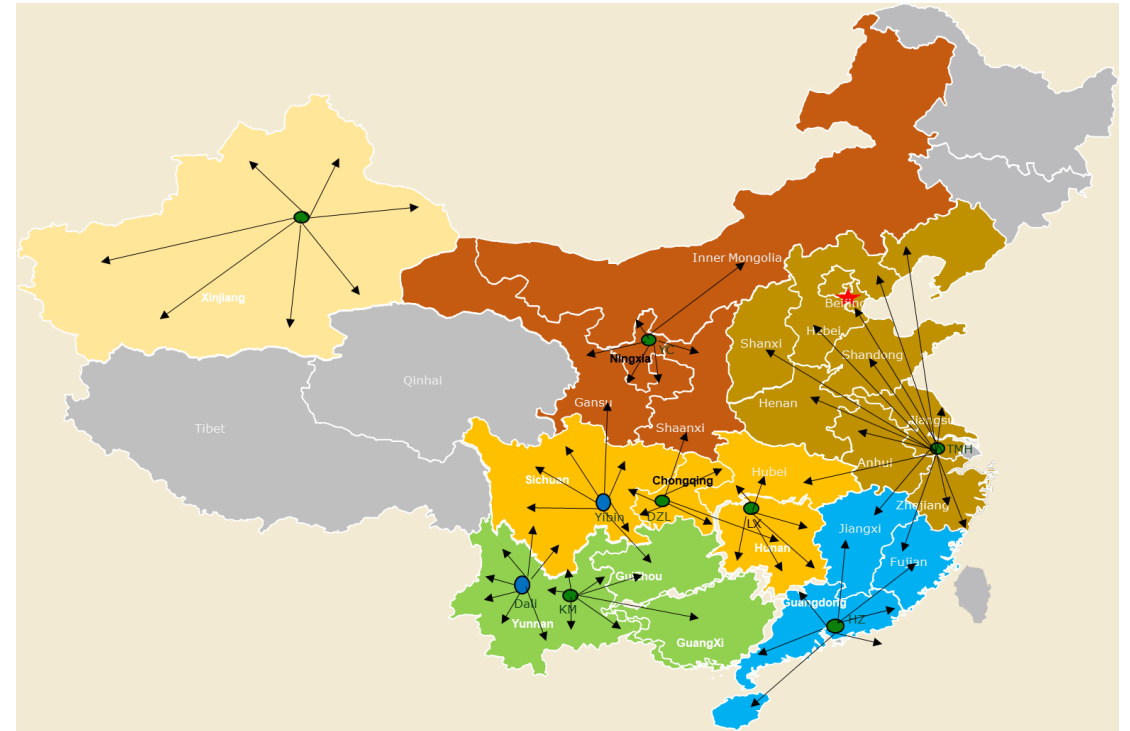 Inner Mongolia
Xinjiang
Beijing
Hebei
Shanxi
YC
Ningxia
Shandong
Qinhai
Gansu
Henan
Jiangsu
Tibet
Shaanxi
TMH
Anhui
Hubei
Sichuan
Chongqing
Zhejiang
Yibin
DZL
LX
Jiangxi
Hunan
Fujian
Guizhou
Dali
KM
Guangdong
Yunnan
HZ
GuangXi